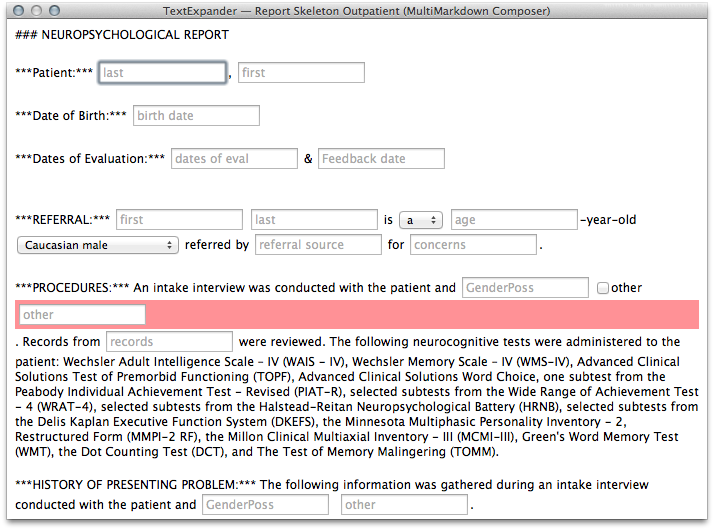 TextExpander — Report Skeleton Outpatient (MultiMarkdown Composer)
### NEUROPSYCHOLOGICAL REPORT
***Patient:*** last , first
***Date of Birth:*** birth date
***Dates of Evaluation:*** dates of eval & Feedback date
***REFERRAL:*** first last is a age -year-old
Caucasian male referred by referral source for concerns .
***PROCEDURES:*** An intake interview was conducted with the patient and GenderPoss other
other
. Records from records were reviewed. The following neurocognitive tests were administered to the
patient: Wechsler Adult Intelligence Scale - IV (WAIS - IV), Wechsler Memory Scale - IV (WMS-IV), Advanced Clinical
Solutions Test of Premorbid Functioning (TOPF), Advanced Clinical Solutions Word Choice, one subtest from the
Peabody Individual Achievement Test - Revised (PIAT-R), selected subtests from the Wide Range of Achievement Test
- 4 (WRAT-4), selected subtests from the Halstead-Reitan Neuropsychological Battery (HRNB), selected subtests from
the Delis Kaplan Executive Function System (DKEFS), the Minnesota Multiphasic Personality Inventory - 2,
Restructured Form (MMPI-2 RF), the Millon Clinical Multiaxial Inventory - III (MCMI-III), Green's Word Memory Test
(WMT), the Dot Counting Test (DCT), and The Test of Memory Malingering (TOMM).
***HISTORY OF PRESENTING PROBLEM:*** The following information was gathered during an intake interview
conducted with the patient and GenderPoss other .